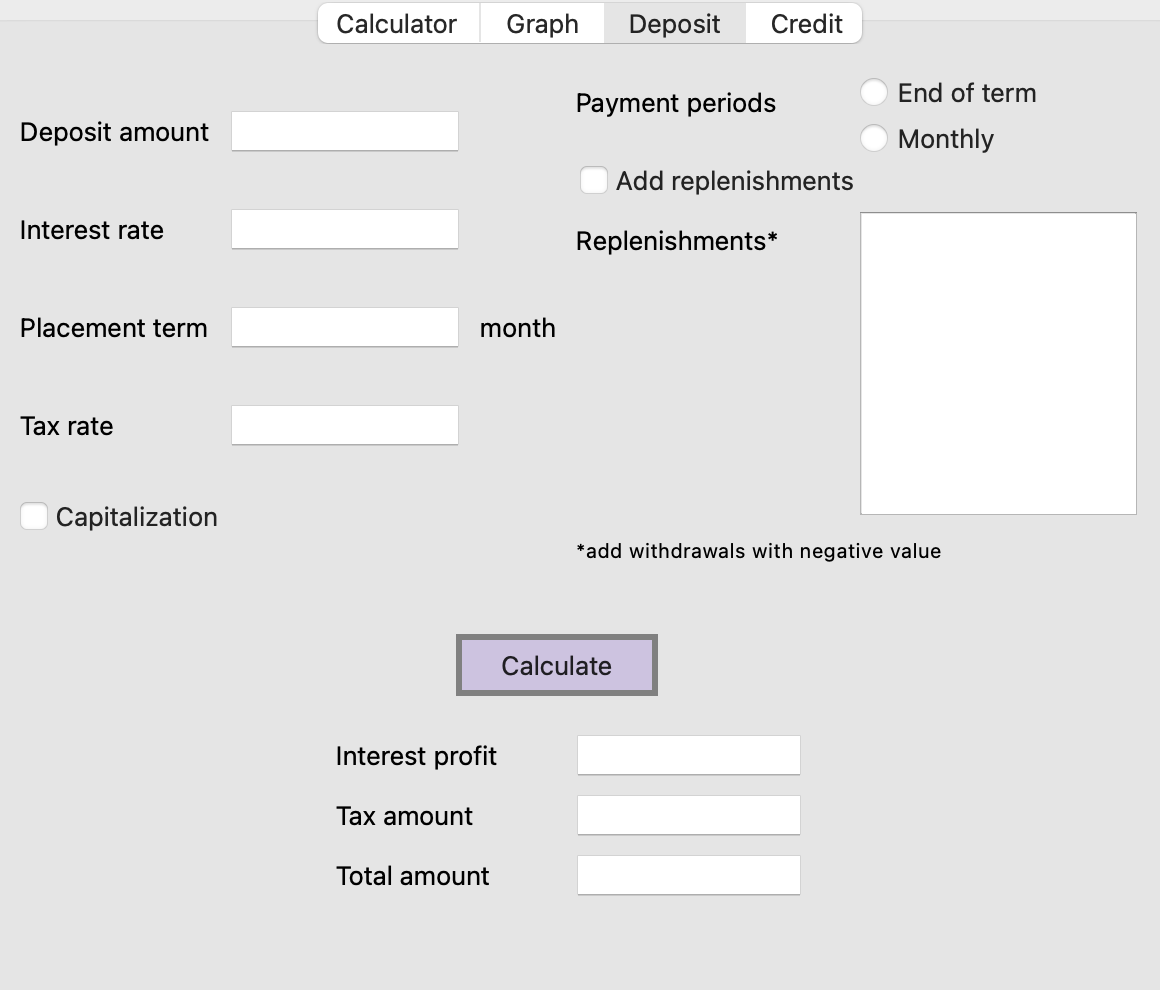 Calculator Graph Deposit Credit
Deposit amount
Interest rate
Placement term month
Tax rate
Capitalization
Payment periods
End of term
Monthly
Add replenishments
Replenishments*
*add withdrawals with negative value
Calculate
Interest profit
Tax amount
Total amount